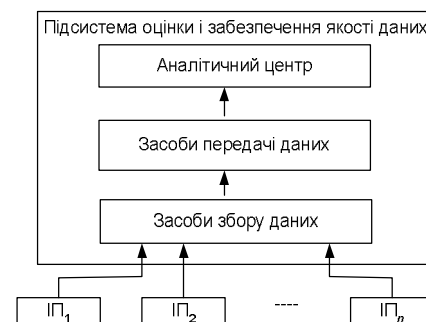 Підсистема оцінки і забезпечення якості даних
Аналітичний центр
Засоби передачі даних
Засоби збору даних
ІП1 ІП2 ---- ІПn